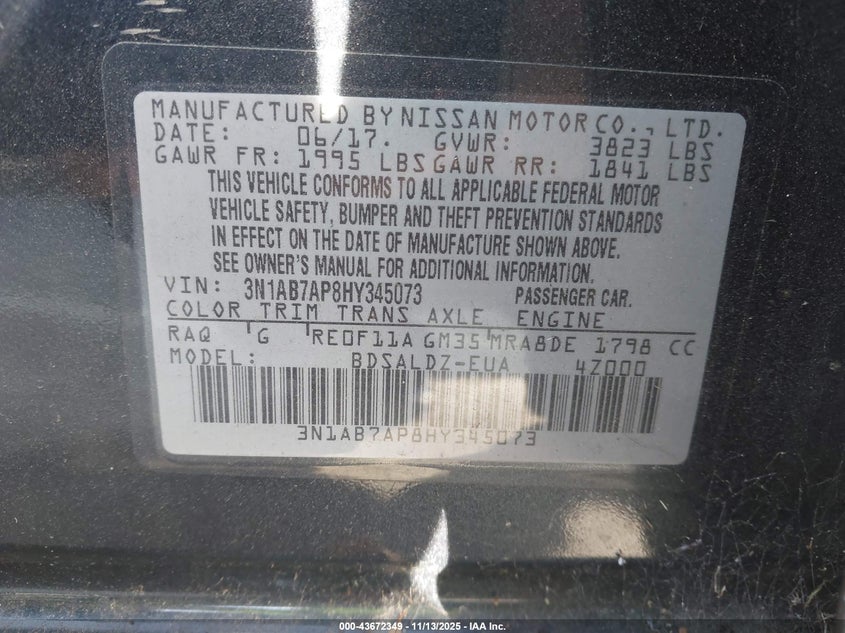 MANUFACTURED BY NISSAN MOTOR CO., LTD.
DATE: 06/17. GVWR: 3823 LBS
GAWR FR: 1995 LBS GAWR RR: 1841 LBS
THIS VEHICLE CONFORMS TO ALL APPLICABLE FEDERAL MOTOR
VEHICLE SAFETY, BUMPER AND THEFT PREVENTION STANDARDS
IN EFFECT ON THE DATE OF MANUFACTURE SHOWN ABOVE.
SEE OWNER'S MANUAL FOR ADDITIONAL INFORMATION.
VIN: 3N1AB7AP8HY345073 PASSENGER CAR.
COLOR TRIM TRANS AXLE ENGINE
RAQ G RE0F11A GM35 MRA8DE 1798 CC
MODEL: BDSALDZ-EUA 4Z000
3N1AB7AP8HY345073
000-43672349 - 11/13/2025 - IAA, Inc.